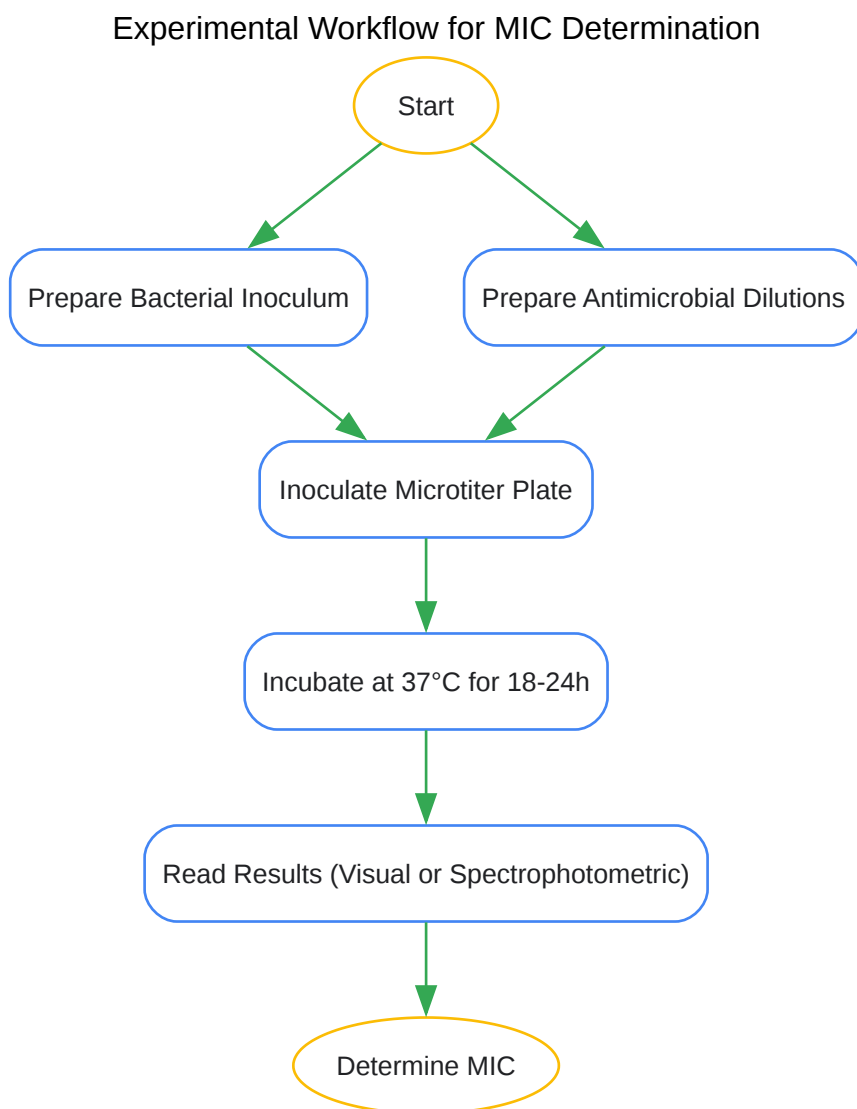 Experimental Workflow for MIC Determination
Start
Prepare Bacterial Inoculum
Prepare Antimicrobial Dilutions
Inoculate Microtiter Plate
Incubate at 37°C for 18-24h
Read Results (Visual or Spectrophotometric)
Determine MIC